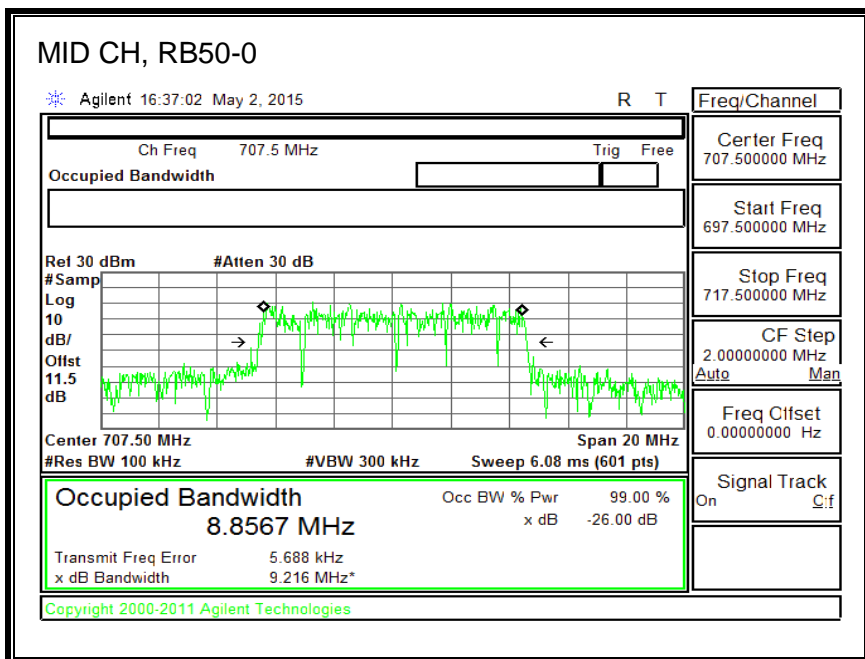 MID CH, RB50-0
Agilent 16:37:02 May 2, 2015 R T
Freq/Channel
Ch Freq 707.5 MHz Trig Free
Occupied Bandwidth
Center Freq
707.500000 MHz
Start Freq
697.500000 MHz
Stop Freq
717.500000 MHz
CF Step
2.00000000 MHz
Auto Man
Freq Offset
0.00000000 Hz
Signal Track
On Off
Ref 30 dBm #Atten 30 dB
#Samp
Log
10
dB/
Offst
11.5
dB
Center 707.50 MHz Span 20 MHz
#Res BW 100 kHz #VBW 300 kHz Sweep 6.08 ms (601 pts)
Occupied Bandwidth Occ BW % Pwr 99.00 %
8.8567 MHz x dB -26.00 dB
Transmit Freq Error 5.688 kHz
x dB Bandwidth 9.216 MHz*
Copyright 2000-2011 Agilent Technologies